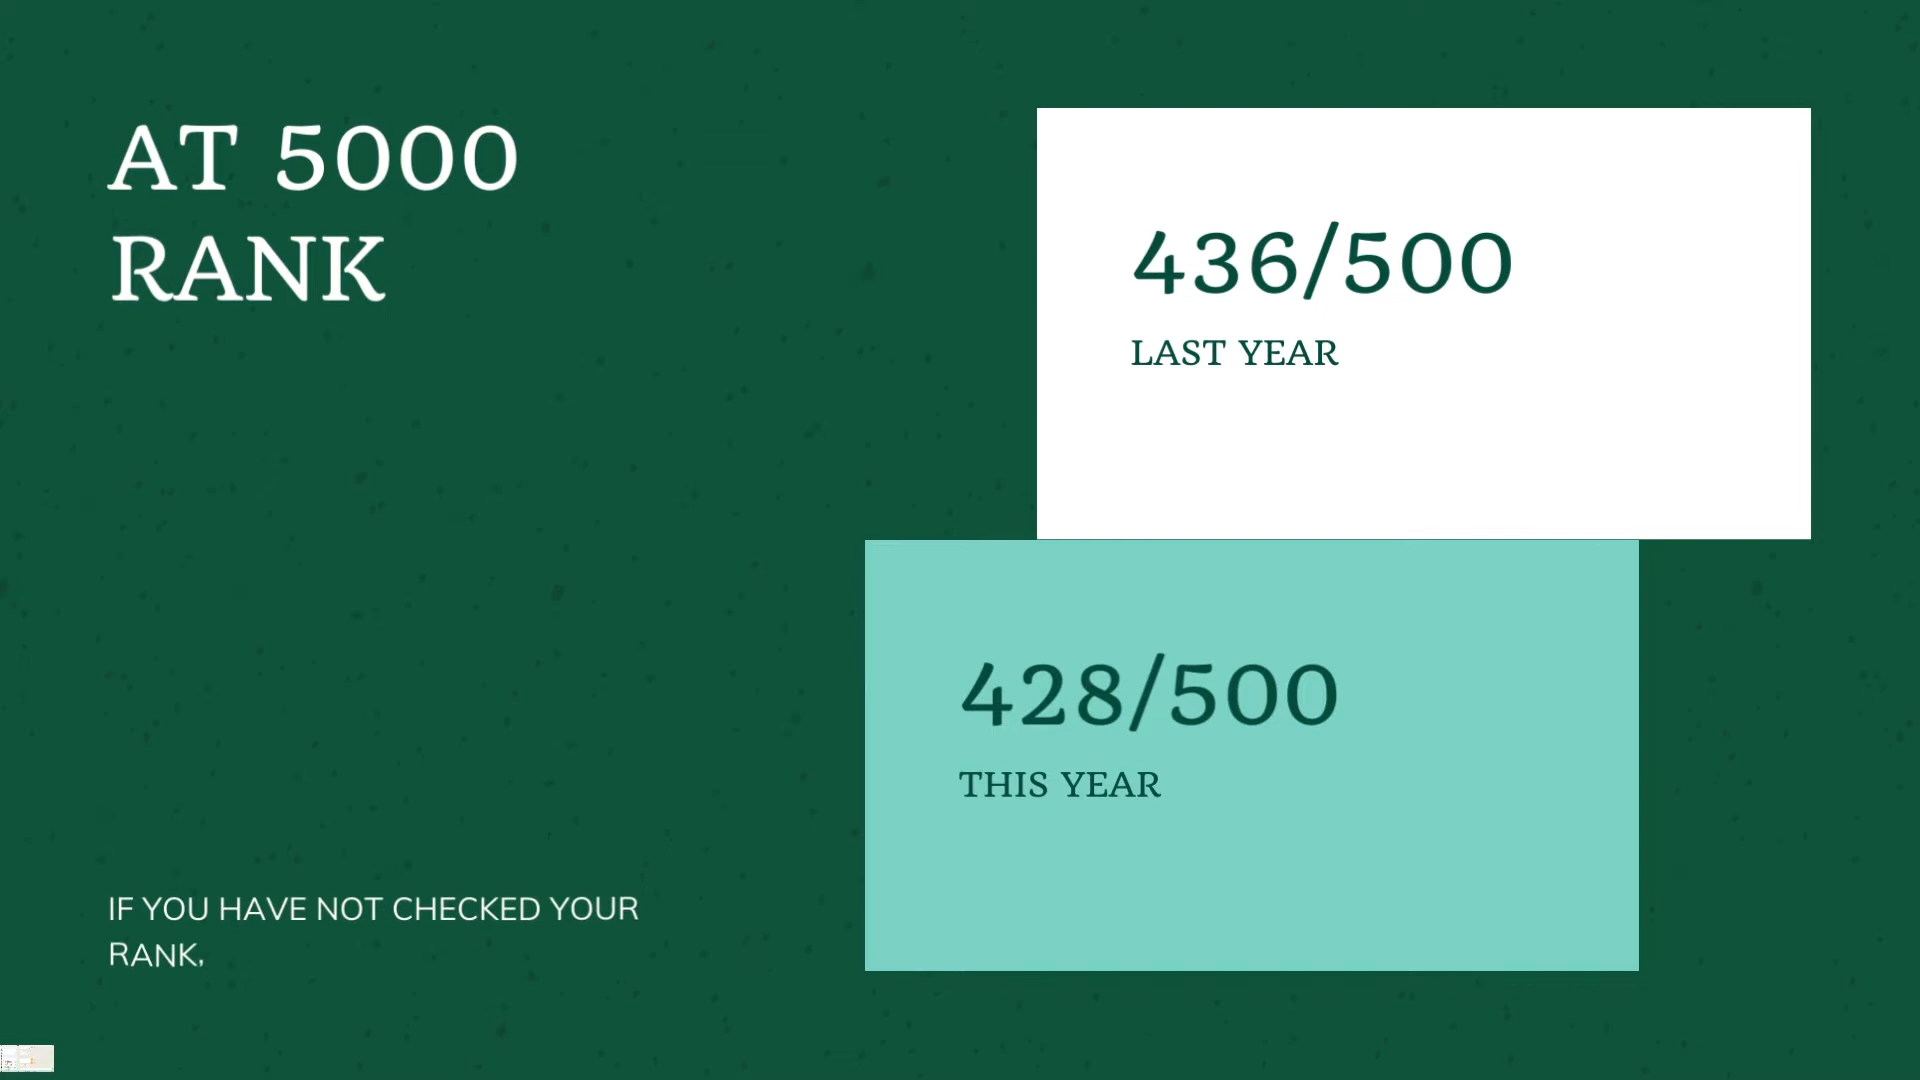 AT 5000
RANK
436/500
LAST YEAR
428/500
THIS YEAR
IF YOU HAVE NOT CHECKED YOUR
RANK,